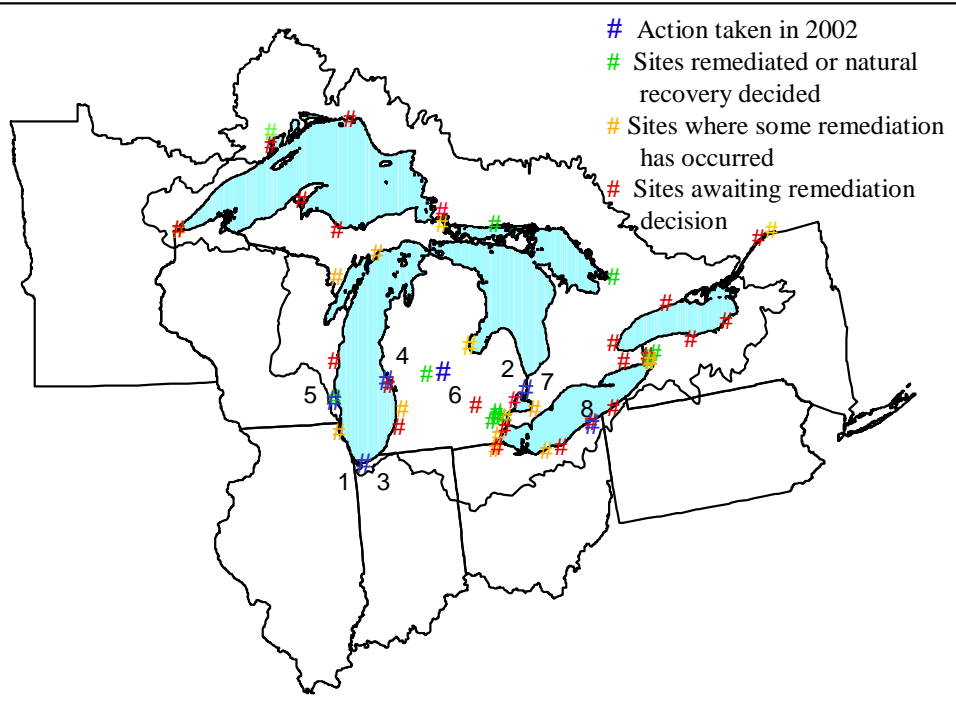 # Action taken in 2002
# Sites remediated or natural
recovery decided
# Sites where some remediation
has occurred
# Sites awaiting remediation
decision
4
2
7
5
6
8
1
3